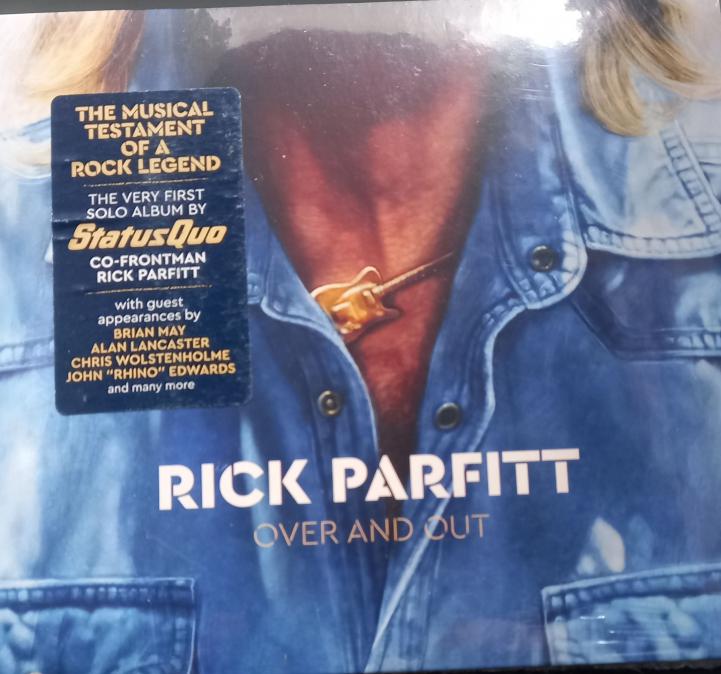 THE MUSICAL
TESTAMENT
OF A
ROCK LEGEND
THE VERY FIRST
SOLO ALBUM BY
StatusQuo
CO-FRONTMAN
RICK PARFITT
with guest
appearances by
BRIAN MAY
ALAN LANCASTER
CHRIS WOLSTENHOLME
JOHN "RHINO" EDWARDS
and many more
RICK PARFITT
OVER AND OUT